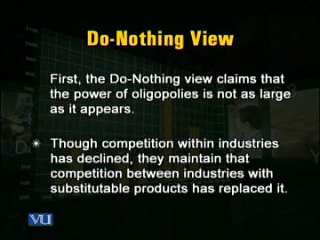 Do-Nothing View
First, the Do-Nothing view claims that
the power of oligopolies is not as large
as it appears.
✴ Though competition within industries
has declined, they maintain that
competition between industries with
substitutable products has replaced it.
VU